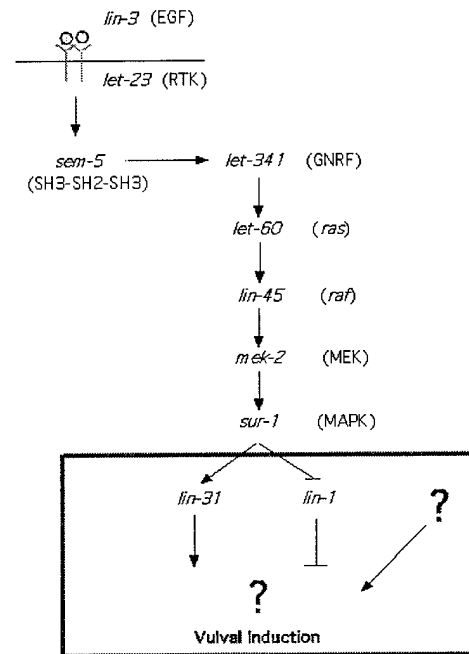 lin-3 (EGF)
let-23 (RTK)
sem-5 let-341 (GNRF)
(SH3-SH2-SH3)
let-60 (ras)
lin-45 (raf)
mek-2 (MEK)
sur-1 (MAPK)
lin-31 lin-1 ?
?
Vulval Induction